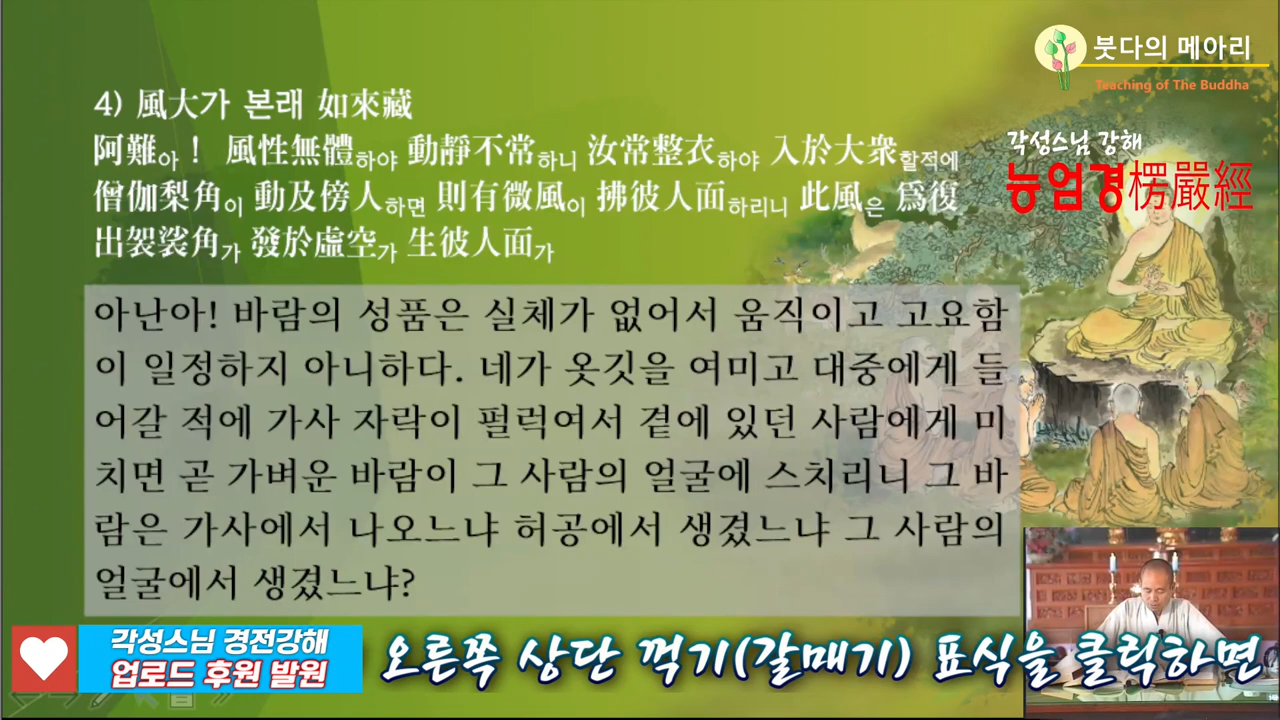 붓다의 메아리
Teaching of The Buddha
각성스님 강해
능엄경楞嚴經
4) 風大가 본래 如來藏
阿難아 ! 風性無體하야 動靜不常하니 汝常整衣하야 入於大衆할적에
僧伽梨角이 動及傍人하면 則有微風이 拂彼人面하리니 此風은 爲復
出袈裟角가 發於虛空가 生彼人面가
아난아! 바람의 성품은 실체가 없어서 움직이고 고요함
이 일정하지 아니하다. 네가 옷깃을 여미고 대중에게 들
어갈 적에 가사 자락이 펄럭여서 곁에 있던 사람에게 미
치면 곧 가벼운 바람이 그 사람의 얼굴에 스치리니 그 바
람은 가사에서 나오느냐 허공에서 생겼느냐 그 사람의
얼굴에서 생겼느냐?
각성스님 경전강해
업로드 후원 발원
오른쪽 상단 꺽기(갈매기) 표식을 클릭하면